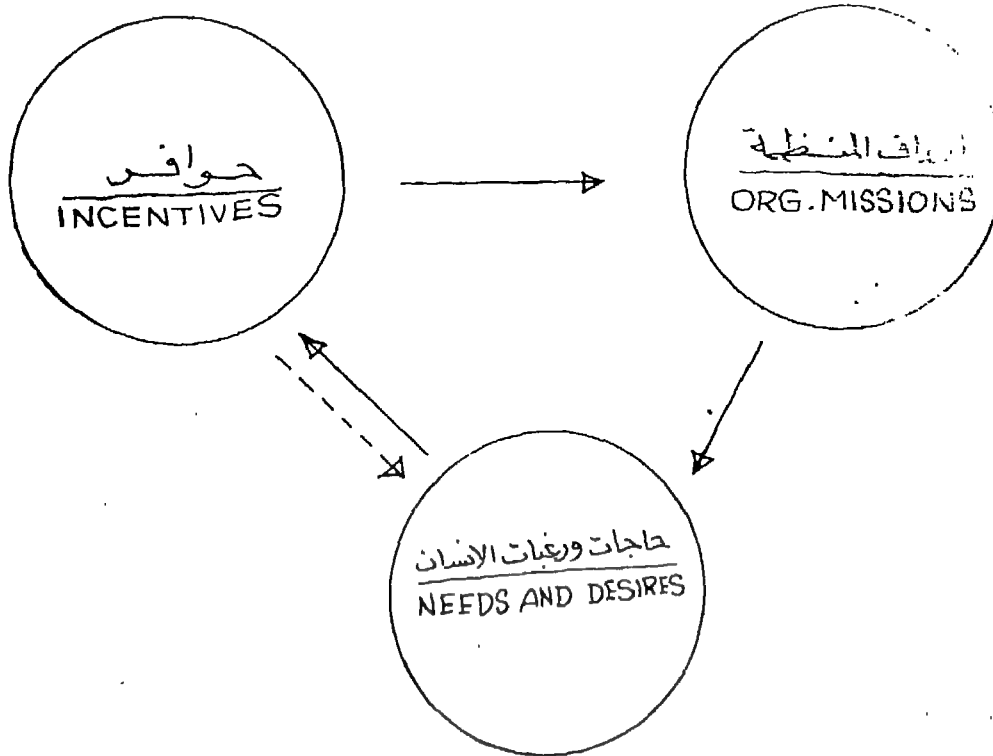 حوافز
INCENTIVES
المنظمة
ORG. MISSIONS
حاجات ورغبات الانسان
NEEDS AND DESIRES